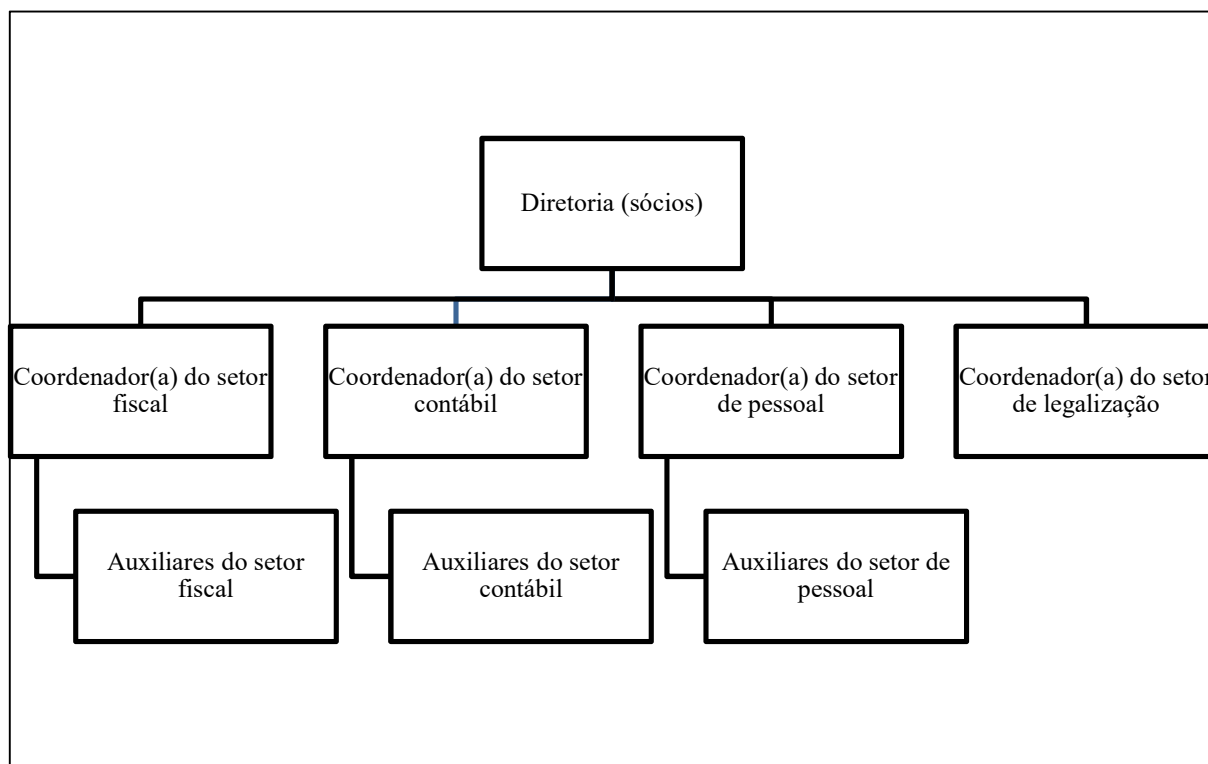 Diretoria (sócios)
Coordenador(a) do setor
fiscal
Coordenador(a) do setor
contábil
Coordenador(a) do setor
de pessoal
Coordenador(a) do setor
de legalização
Auxiliares do setor
fiscal
Auxiliares do setor
contábil
Auxiliares do setor de
pessoal